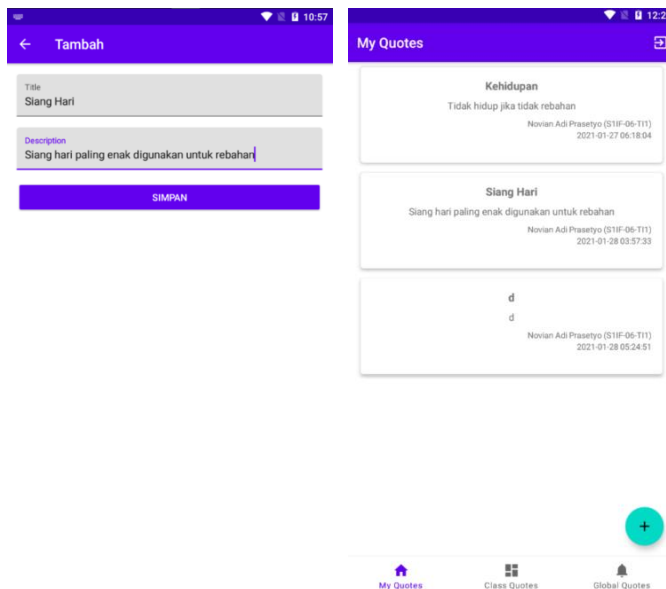 10:57
Tambah
Title
Siang Hari
Description
Siang hari paling enak digunakan untuk rebahan
SIMPAN
12:2
My Quotes
Kehidupan
Tidak hidup jika tidak rebahan
Novian Adi Prasetyo (S1IF-06-TI1)
2021-01-27 06:18:04
Siang Hari
Siang hari paling enak digunakan untuk rebahan
Novian Adi Prasetyo (S1IF-06-TI1)
2021-01-28 03:57:33
d
d
Novian Adi Prasetyo (S1IF-06-TI1)
2021-01-28 05:24:51
My Quotes
Class Quotes
Global Quotes